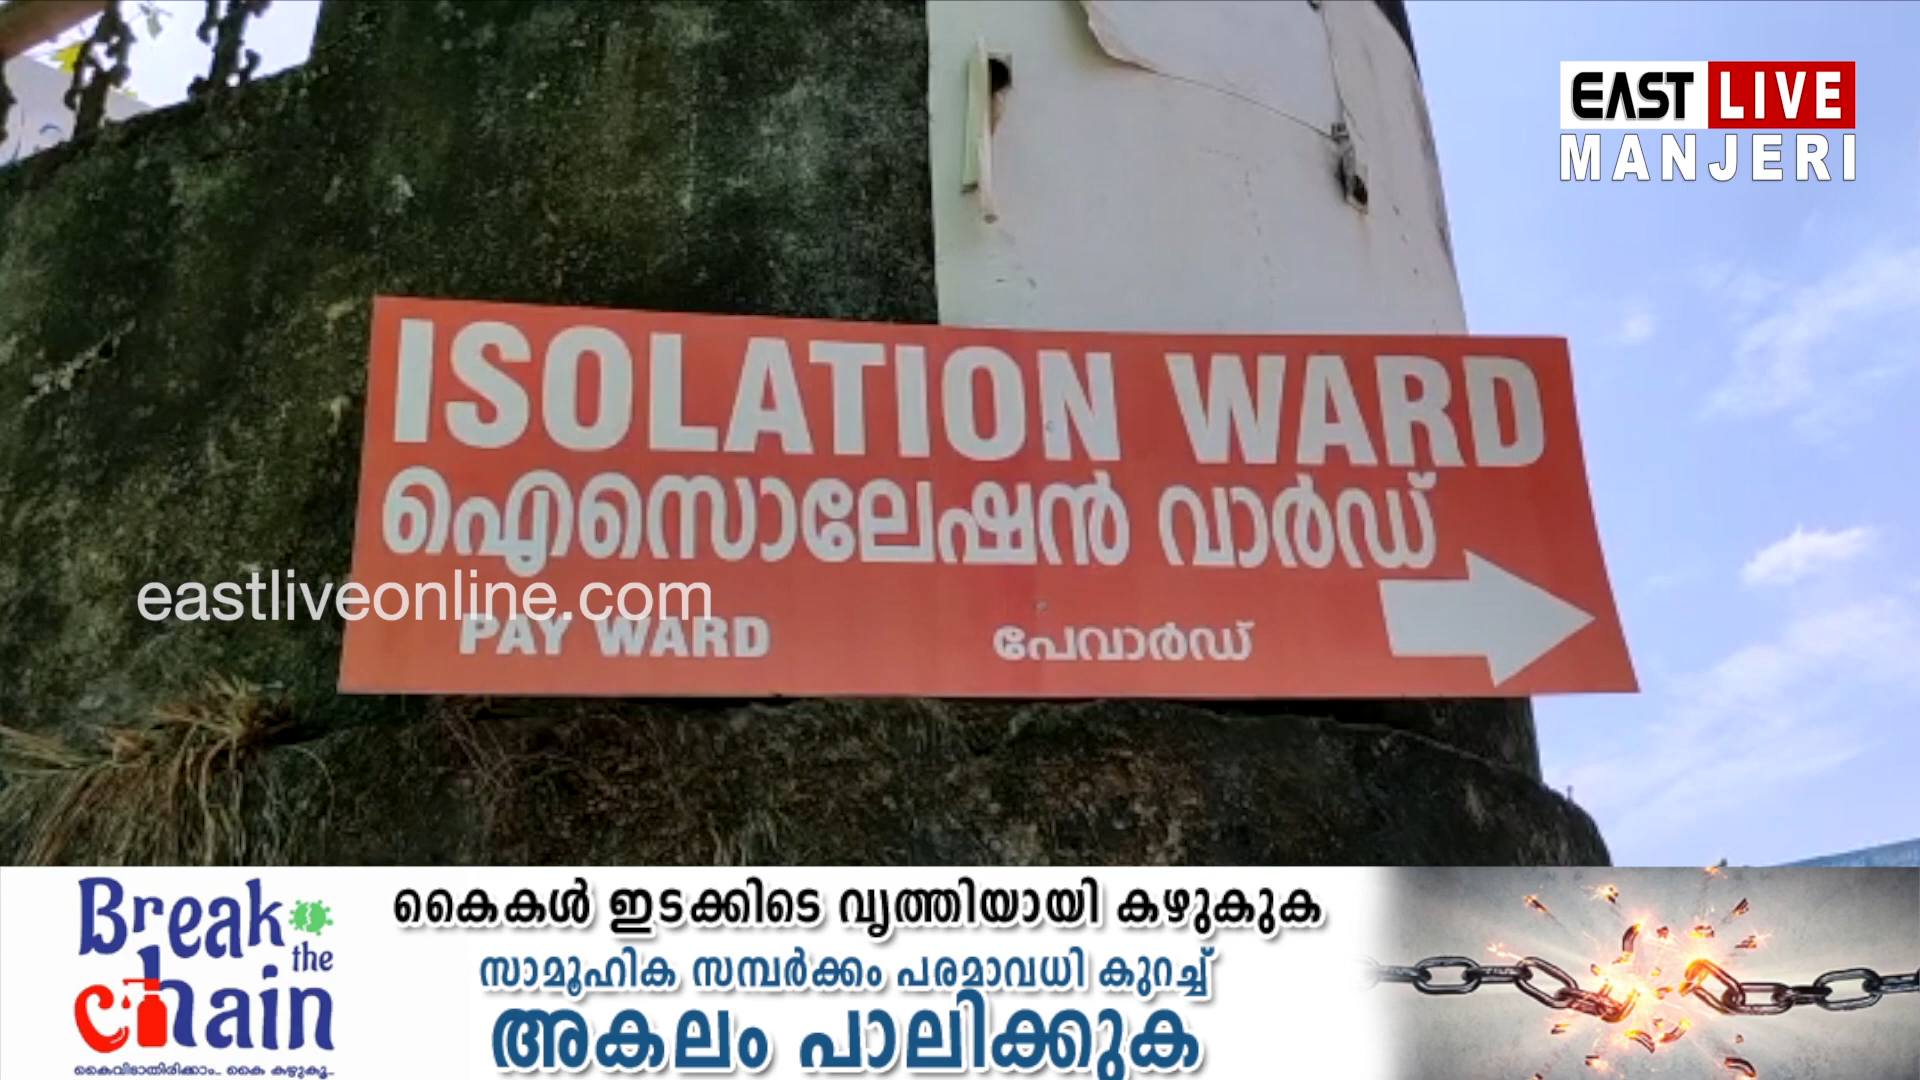 EAST LIVE
MANJERI
ISOLATION WARD
ഐസൊലേഷൻ വാർഡ്
eastliveonline.com
PAY WARD പേവാർഡ്
Break
the
chain
കൈവിടാതിരിക്കാം.. കൈ കഴുകൂ..
കൈകൾ ഇടക്കിടെ വൃത്തിയായി കഴുകുക
സാമൂഹിക സമ്പർക്കം പരമാവധി കുറച്ച്
അകലം പാലിക്കുക